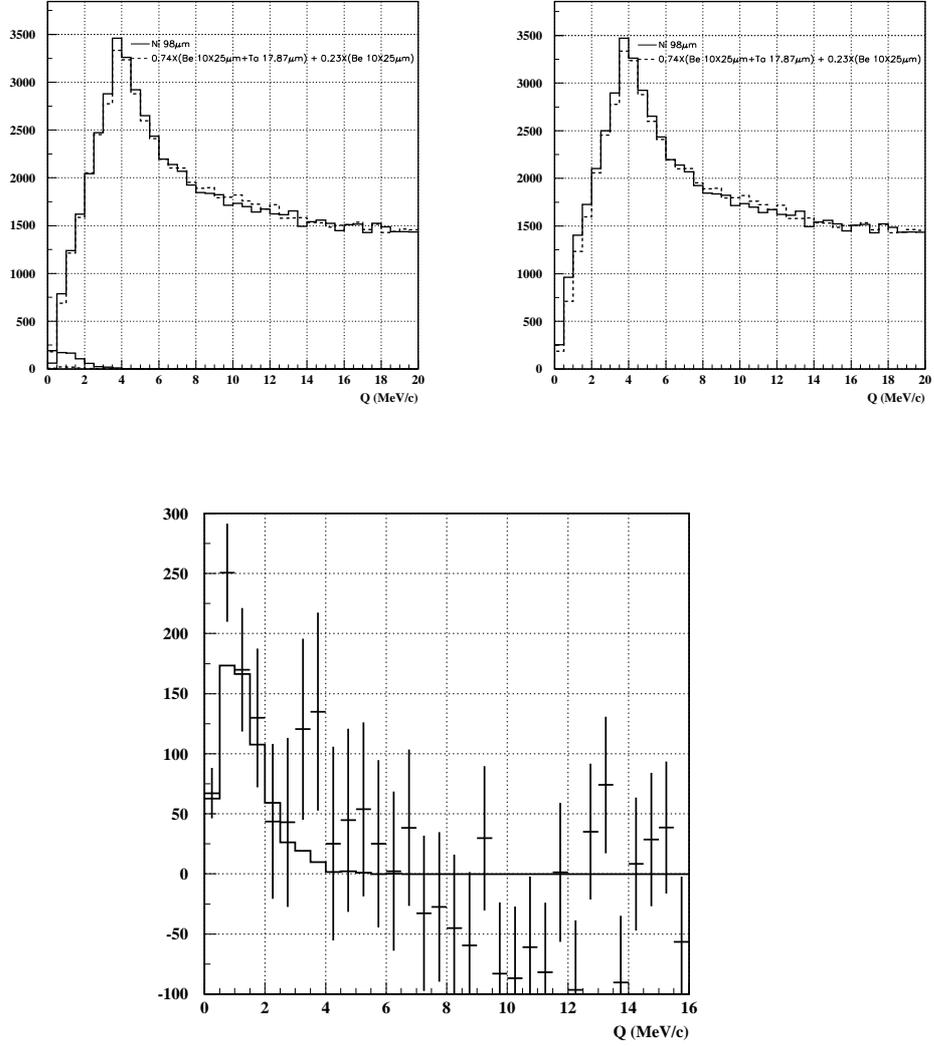 3500
3000
2500
2000
1500
1000
500
0
Ni 98μm
0.74X(Be 10X25μm+Ta 17.87μm) + 0.23X(Be 10X25μm)
0 2 4 6 8 10 12 14 16 18 20
Q (MeV/c)
3500
3000
2500
2000
1500
1000
500
0
Ni 98μm
0.74X(Be 10X25μm+Ta 17.87μm) + 0.23X(Be 10X25μm)
0 2 4 6 8 10 12 14 16 18 20
Q (MeV/c)
300
250
200
150
100
50
0
-50
-100
0 2 4 6 8 10 12 14 16
Q (MeV/c)